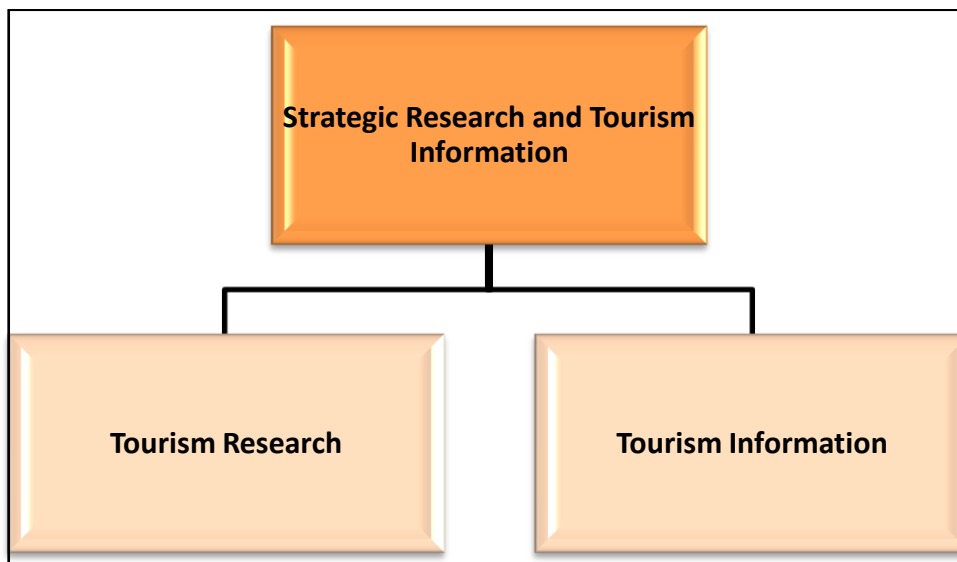 Strategic Research and Tourism
Information
Tourism Research
Tourism Information